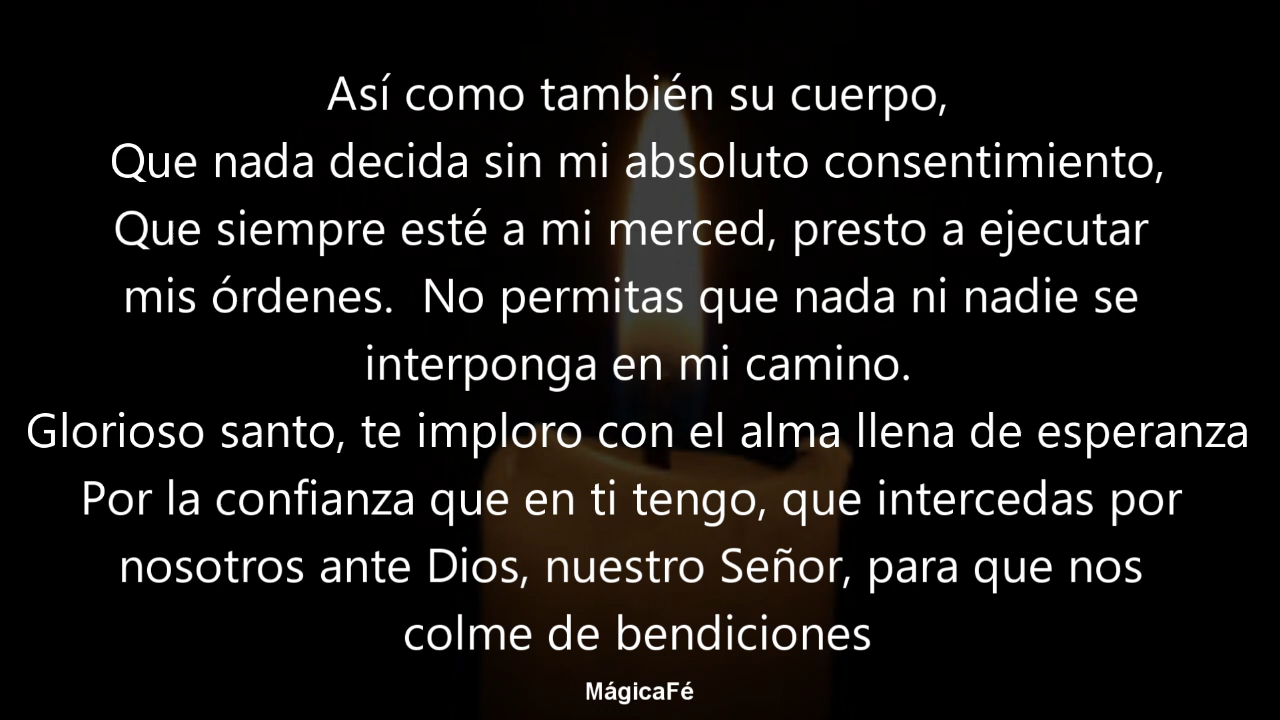 Así como también su cuerpo,
Que nada decida sin mi absoluto consentimiento,
Que siempre esté a mi merced, presto a ejecutar
mis órdenes.  No permitas que nada ni nadie se
interponga en mi camino.
Glorioso santo, te imploro con el alma llena de esperanza
Por la confianza que en ti tengo, que intercedas por
nosotros ante Dios, nuestro Señor, para que nos
colme de bendiciones
MágicaFé